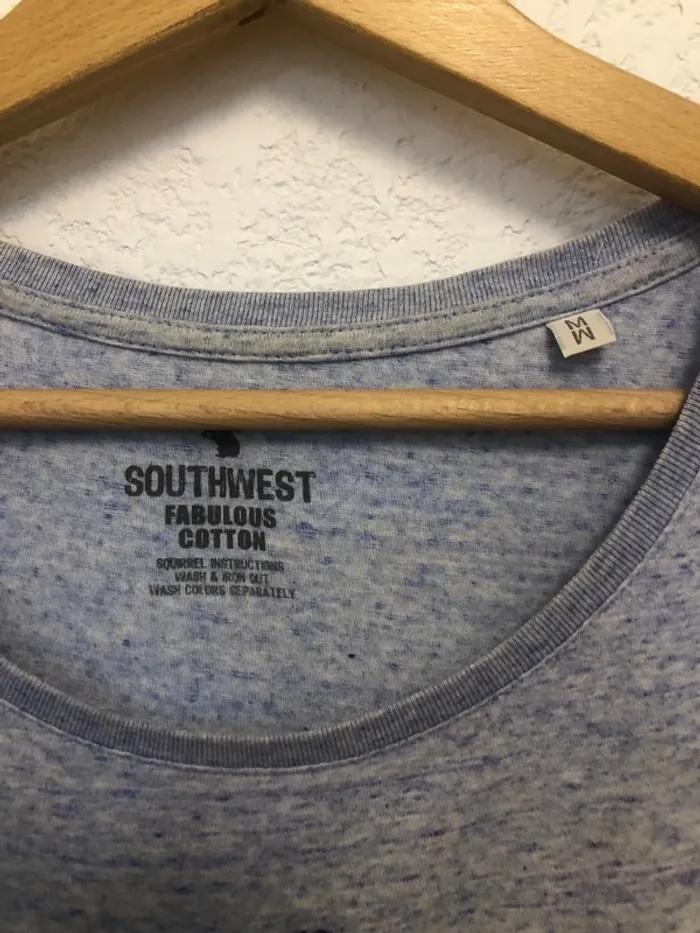 M
M
SOUTHWEST
FABULOUS
COTTON
SQUIRREL INSTRUCTIONS
WASH & IRON OUT
WASH COLORS SEPARATELY